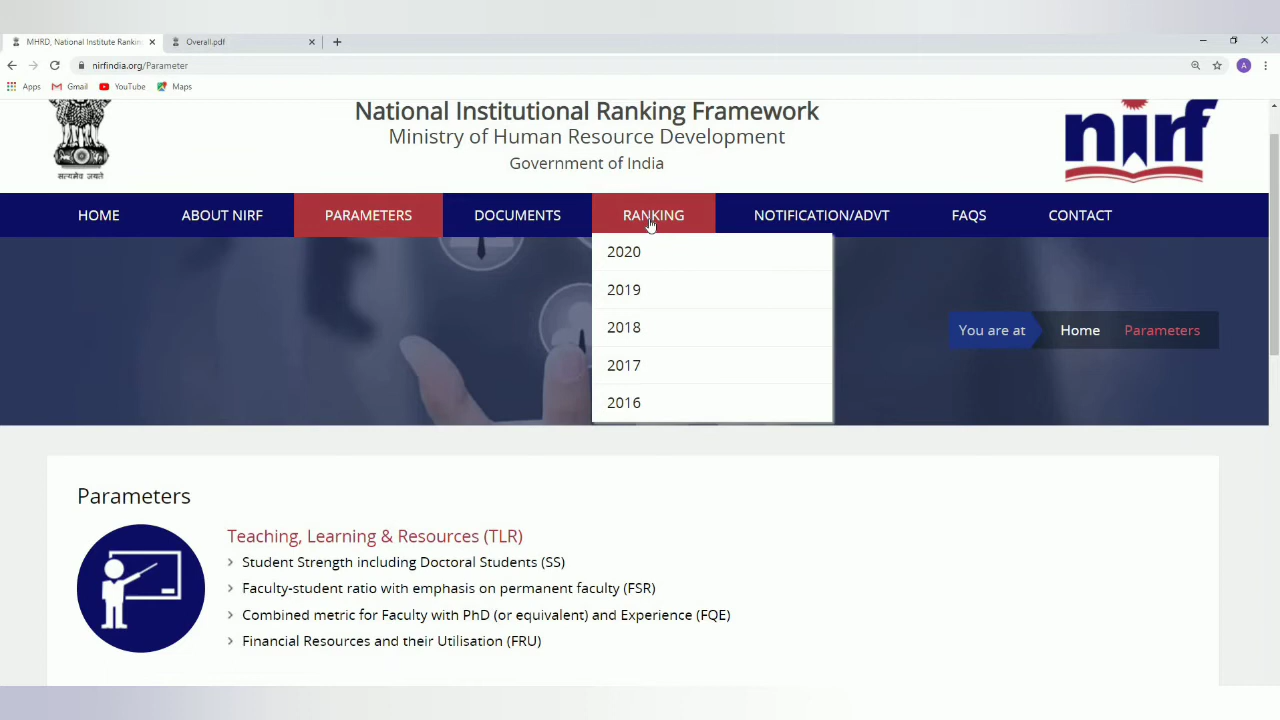 MHRD, National Institute Rankin
Overall.pdf
nirfindia.org/Parameter
A
Apps
Gmail
YouTube
Maps
सत्यमेव जयते
National Institutional Ranking Framework
Ministry of Human Resource Development
Government of India
nirf
HOME
ABOUT NIRF
PARAMETERS
DOCUMENTS
RANKING
NOTIFICATION/ADVT
FAQS
CONTACT
2020
2019
2018
2017
2016
You are at
Home
Parameters
Parameters
Teaching, Learning & Resources (TLR)
Student Strength including Doctoral Students (SS)
Faculty-student ratio with emphasis on permanent faculty (FSR)
Combined metric for Faculty with PhD (or equivalent) and Experience (FQE)
Financial Resources and their Utilisation (FRU)